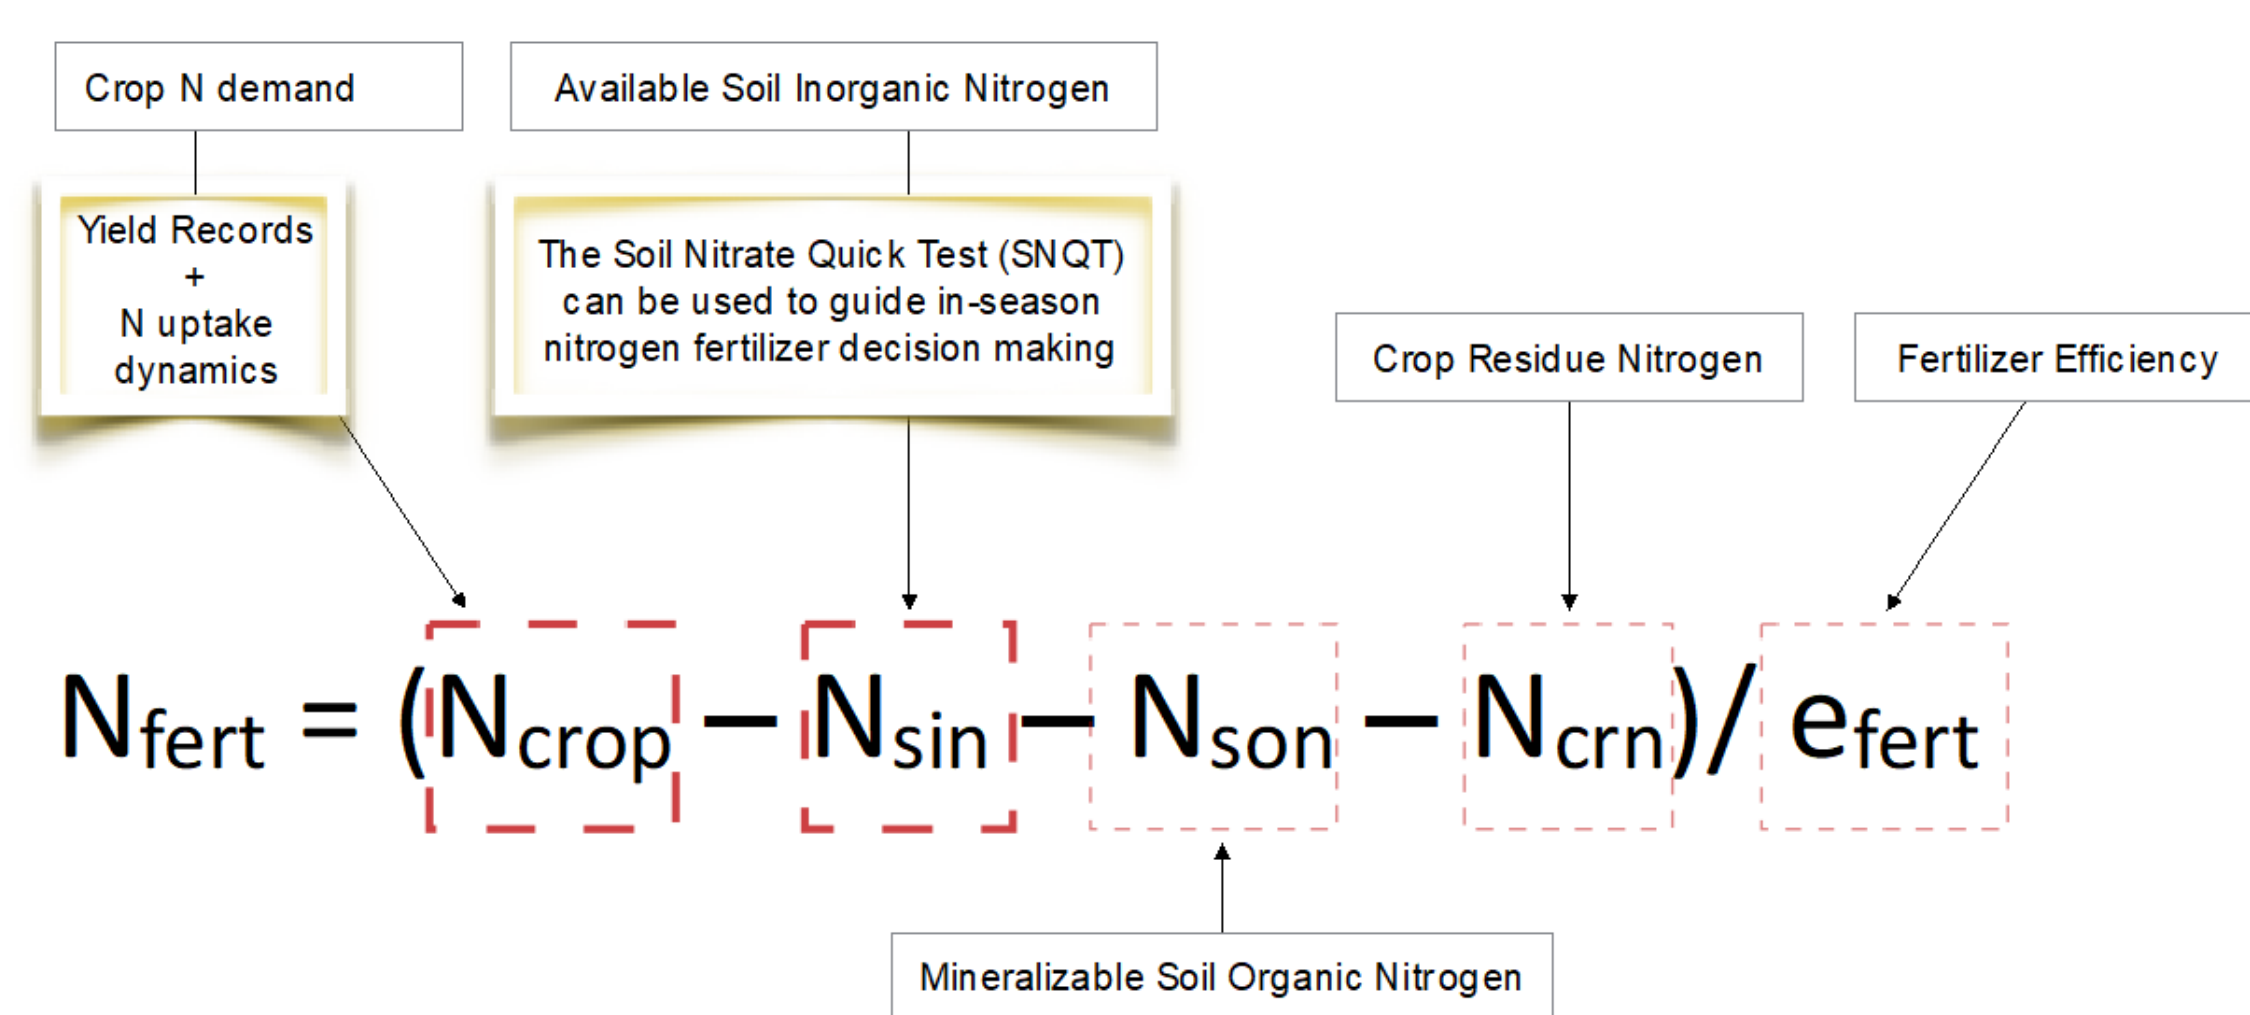 Crop N demand
Available Soil Inorganic Nitrogen
Yield Records
+
N uptake
dynamics
The Soil Nitrate Quick Test (SNQT)
can be used to guide in-season
nitrogen fertilizer decision making
Crop Residue Nitrogen
Fertilizer Efficiency
Nfert = (Ncrop – Nsin – Nson – Ncrn)/ efert
Mineralizable Soil Organic Nitrogen